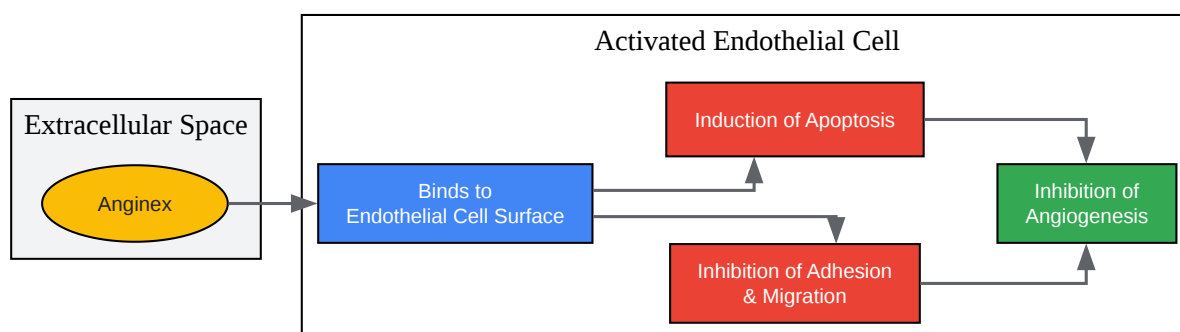 Activated Endothelial Cell
Extracellular Space
Anginex
Binds to
Endothelial Cell Surface
Induction of Apoptosis
Inhibition of Adhesion
& Migration
Inhibition of
Angiogenesis